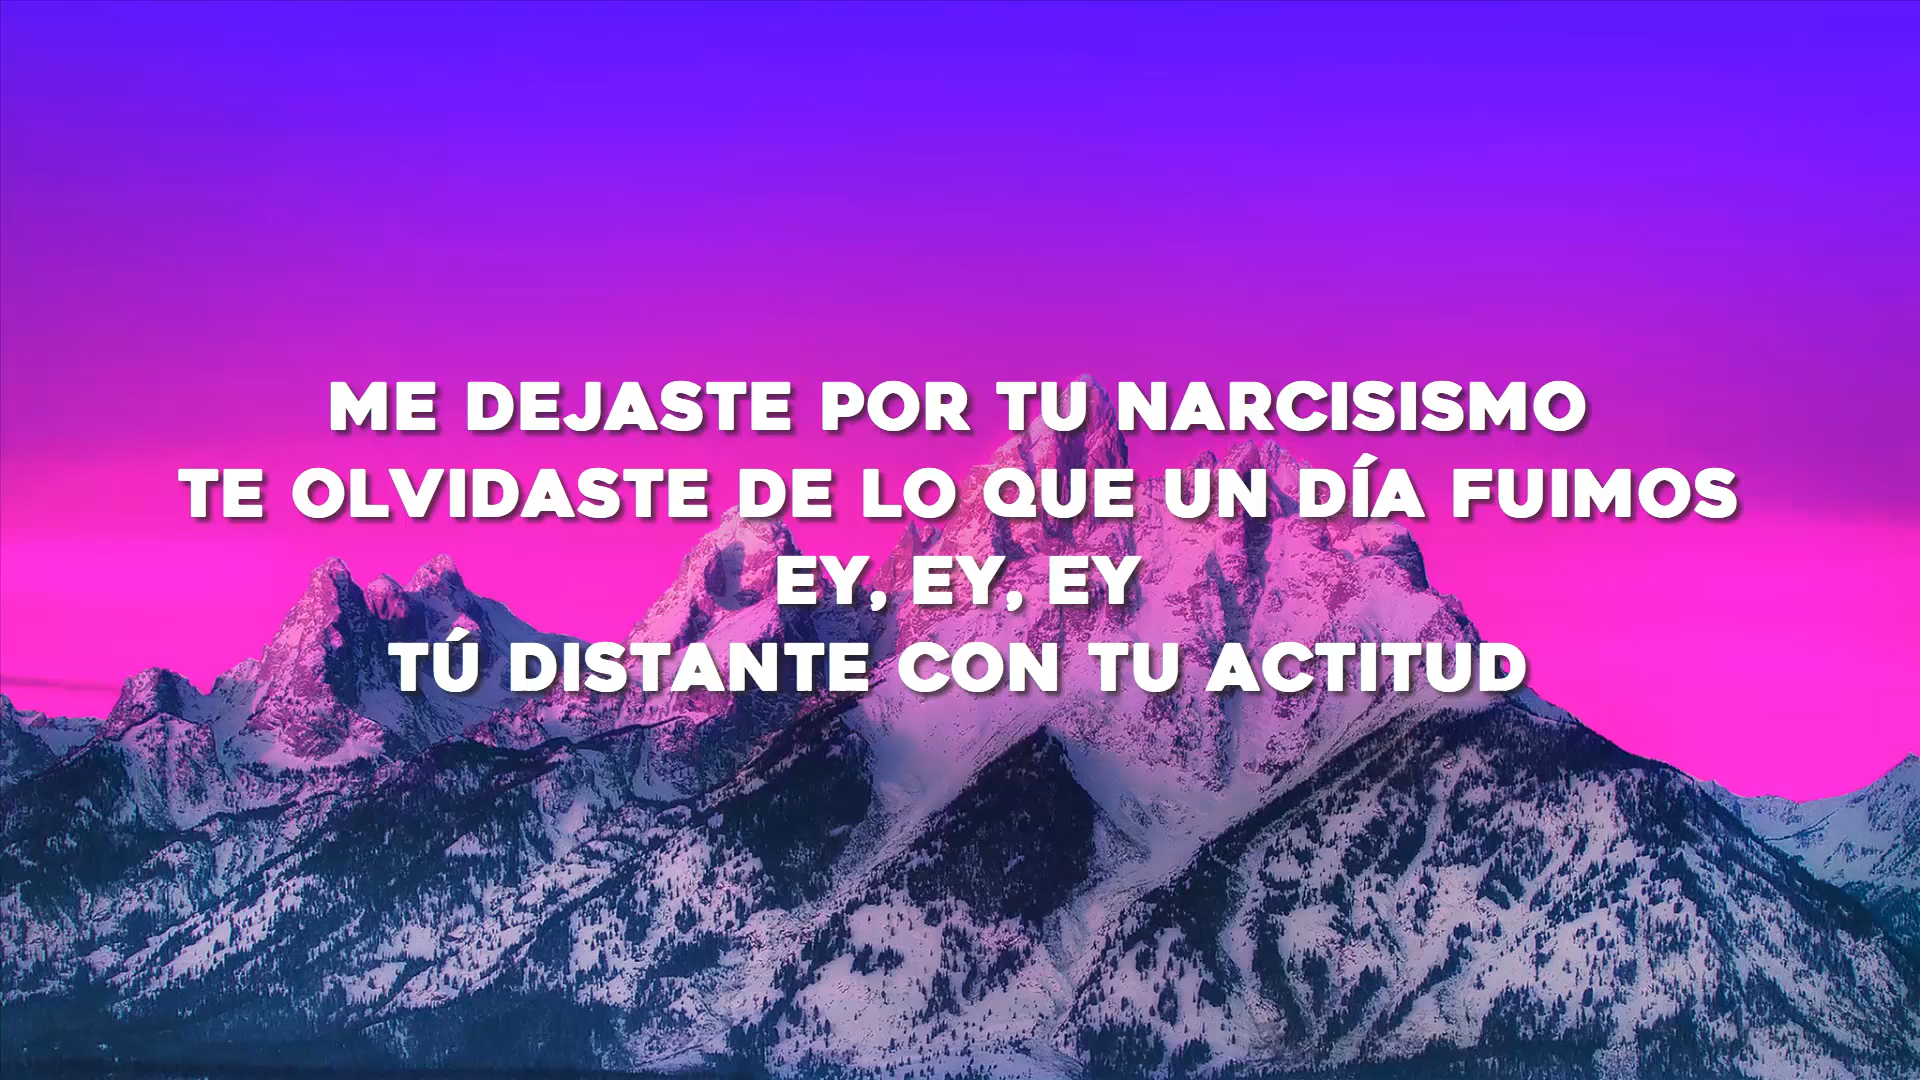 ME DEJASTE POR TU NARCISISMO
TE OLVIDASTE DE LO QUE UN DÍA FUIMOS
EY, EY, EY
TÚ DISTANTE CON TU ACTITUD